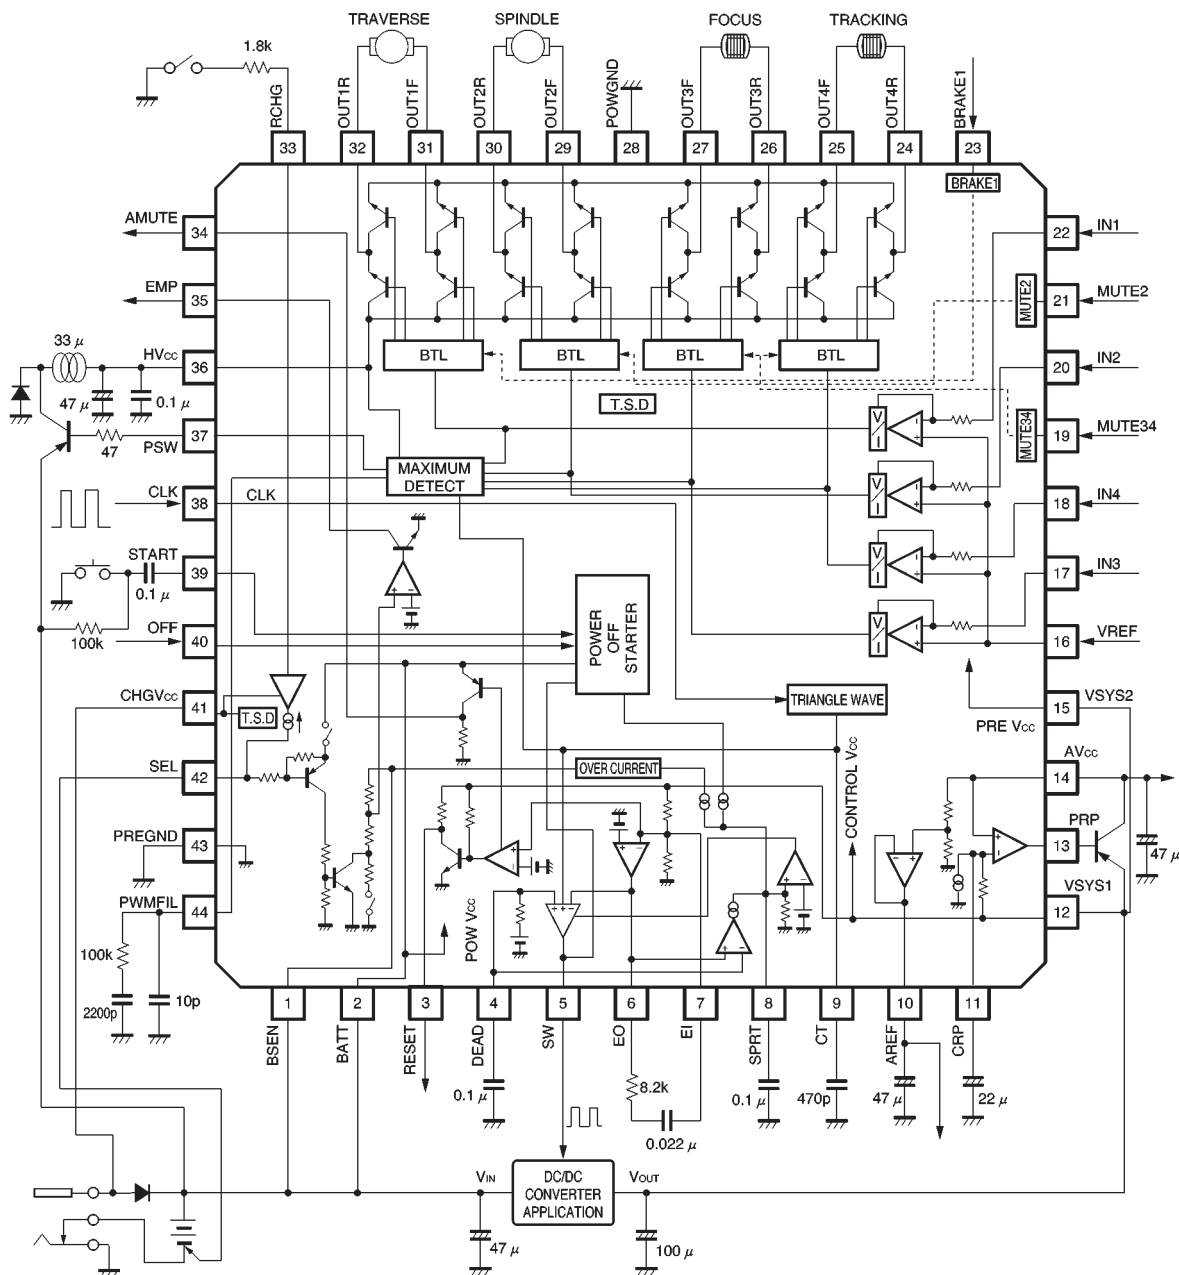 TRAVERSE
SPINDLE
FOCUS
TRACKING
1.8k
RCHG
OUT1R
OUT1F
OUT2R
OUT2F
POWGND
OUT3F
OUT3R
OUT4F
OUT4R
BRAKE1
33
32
31
30
29
28
27
26
25
24
23
BRAKE1
AMUTE
34
22
IN1
EMP
35
MUTE2
21
MUTE2
33 μ
HVCC
36
BTL
BTL
BTL
BTL
20
IN2
47 μ
0.1 μ
T.S.D
V
I
MUTE34
19
MUTE34
47
PSW
37
MAXIMUM
DETECT
V
I
CLK
38
CLK
18
IN4
START
39
0.1 μ
V
I
17
IN3
100k
OFF
40
POWER
OFF
STARTER
V
I
16
VREF
CHGVCC
41
T.S.D
TRIANGLE WAVE
PRE VCC
15
VSYS2
SEL
42
OVER CURRENT
CONTROL VCC
14
AVCC
PREGND
43
13
PRP
47 μ
PWMFIL
44
POW VCC
12
VSYS1
100k
2200p
10p
1
2
3
4
5
6
7
8
9
10
11
BSEN
BATT
RESET
DEAD
SW
EO
EI
SPRT
CT
AREF
CRP
0.1 μ
8.2k
0.022 μ
0.1 μ
470p
47 μ
22 μ
VIN
DC/DC
CONVERTER
APPLICATION
VOUT
47 μ
100 μ